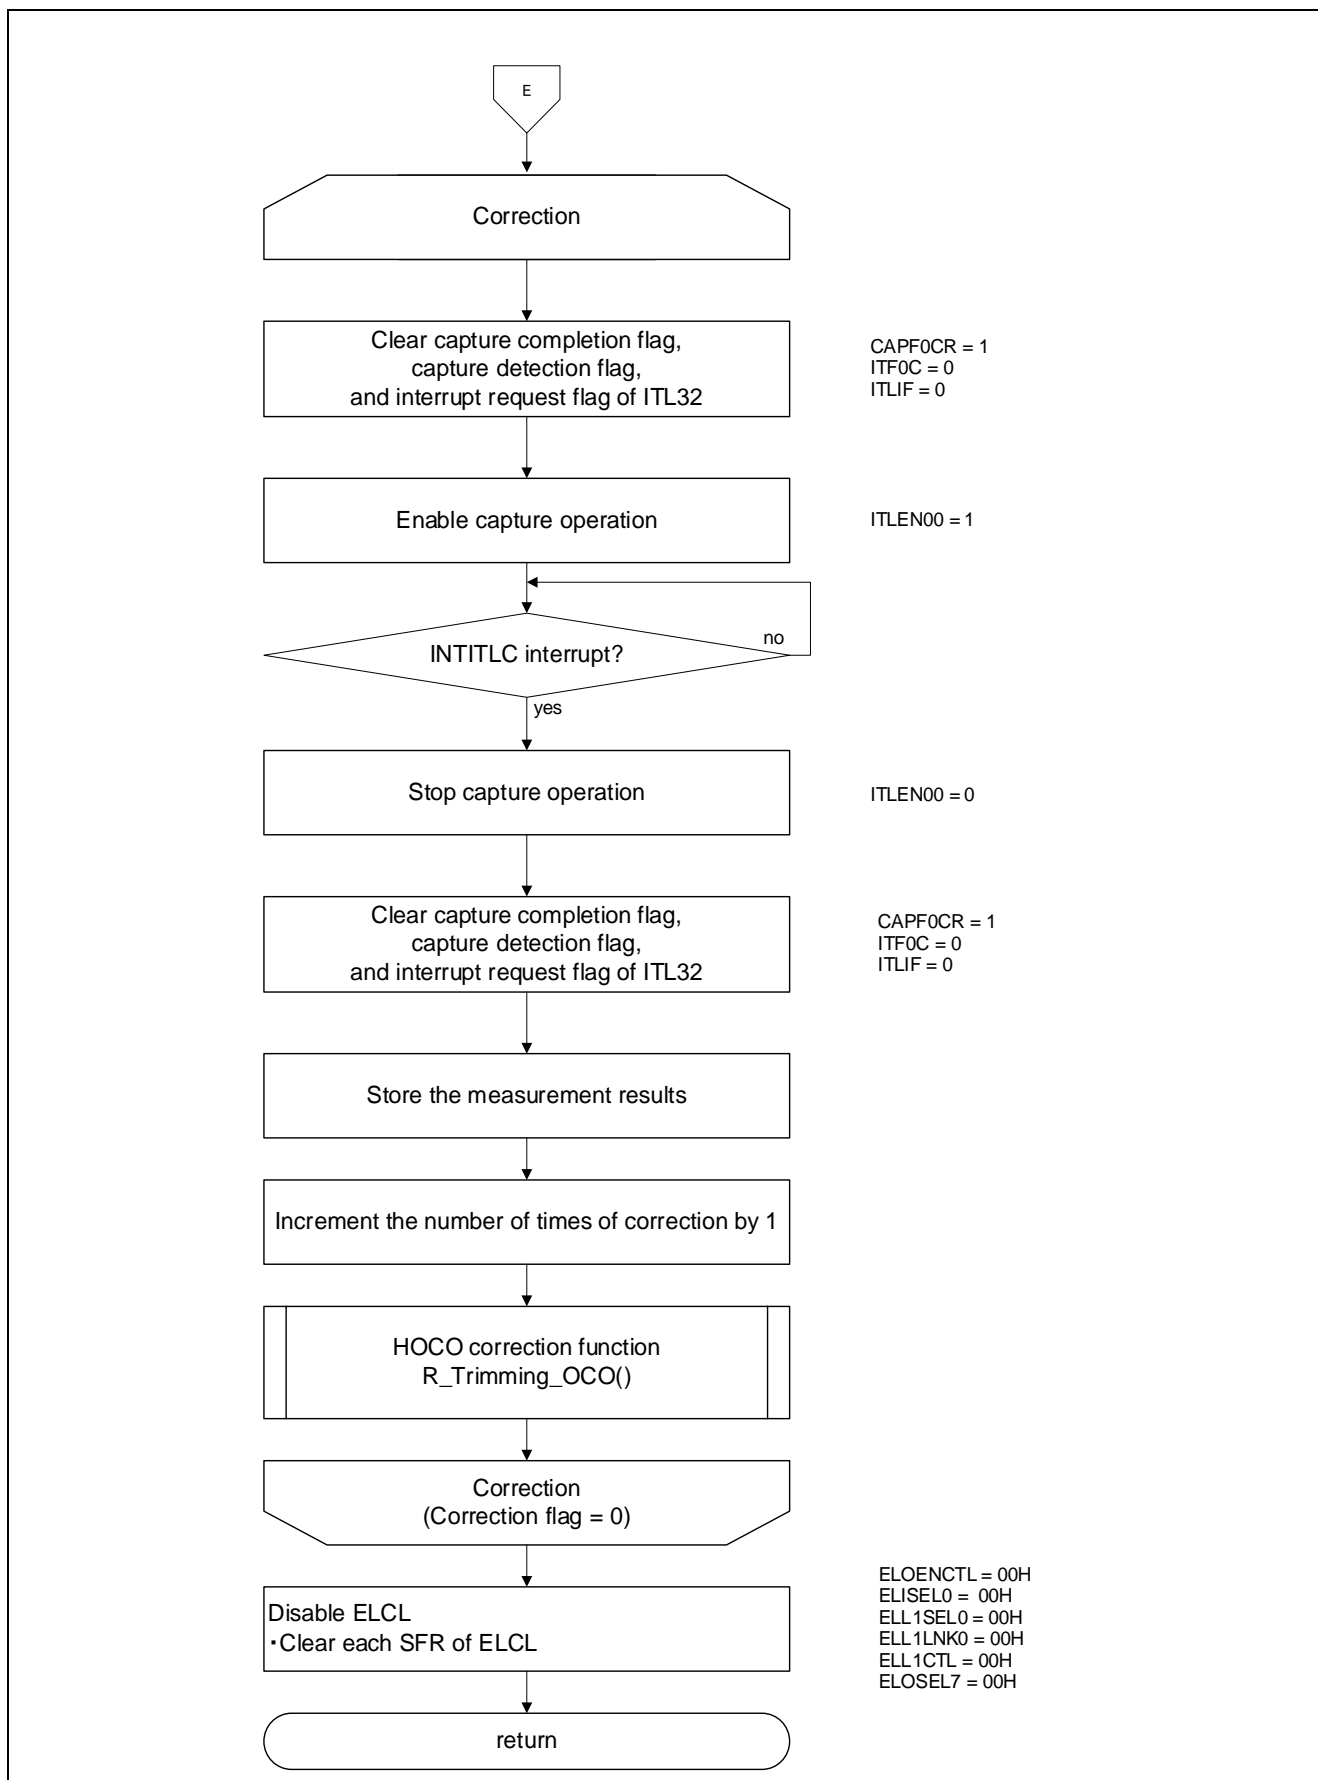 E
Correction
Clear capture completion flag,
capture detection flag,
and interrupt request flag of ITL32
CAPF0CR = 1
ITF0C = 0
ITLIF = 0
Enable capture operation
ITLEN00 = 1
INTITLC interrupt?
no
yes
Stop capture operation
ITLEN00 = 0
Clear capture completion flag,
capture detection flag,
and interrupt request flag of ITL32
CAPF0CR = 1
ITF0C = 0
ITLIF = 0
Store the measurement results
Increment the number of times of correction by 1
HOCO correction function
R_Trimming_OCO()
Correction
(Correction flag = 0)
Disable ELCL
・Clear each SFR of ELCL
ELOENCTL = 00H
ELISEL0 = 00H
ELL1SEL0 = 00H
ELL1LNK0 = 00H
ELL1CTL = 00H
ELOSEL7 = 00H
return